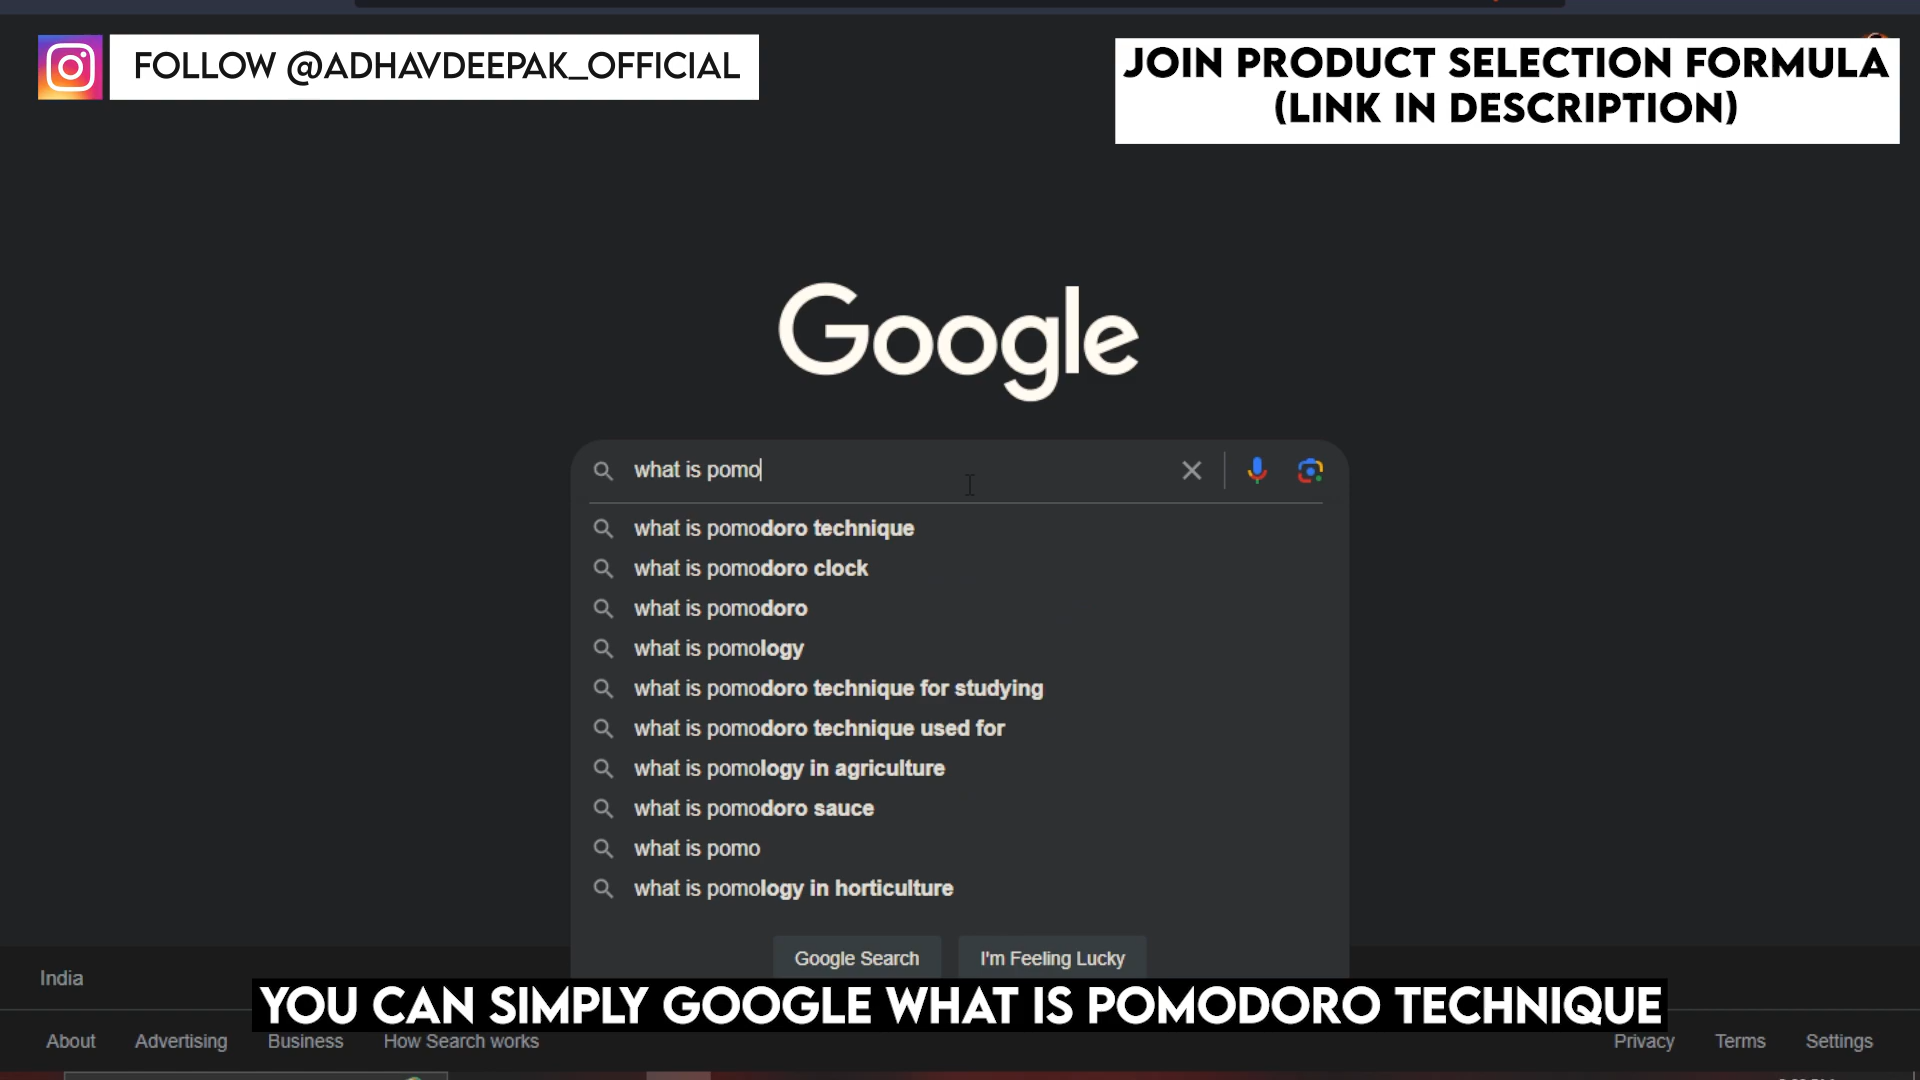 FOLLOW @ADHAVDEEPAK_OFFICIAL
JOIN PRODUCT SELECTION FORMULA
(LINK IN DESCRIPTION)
Google
what is pomo
what is pomodoro technique
what is pomodoro clock
what is pomodoro
what is pomology
what is pomodoro technique for studying
what is pomodoro technique used for
what is pomology in agriculture
what is pomodoro sauce
what is pomo
what is pomology in horticulture
Google Search
I'm Feeling Lucky
India
YOU CAN SIMPLY GOOGLE WHAT IS POMODORO TECHNIQUE
About
Advertising
Business
How Search works
Privacy
Terms
Settings